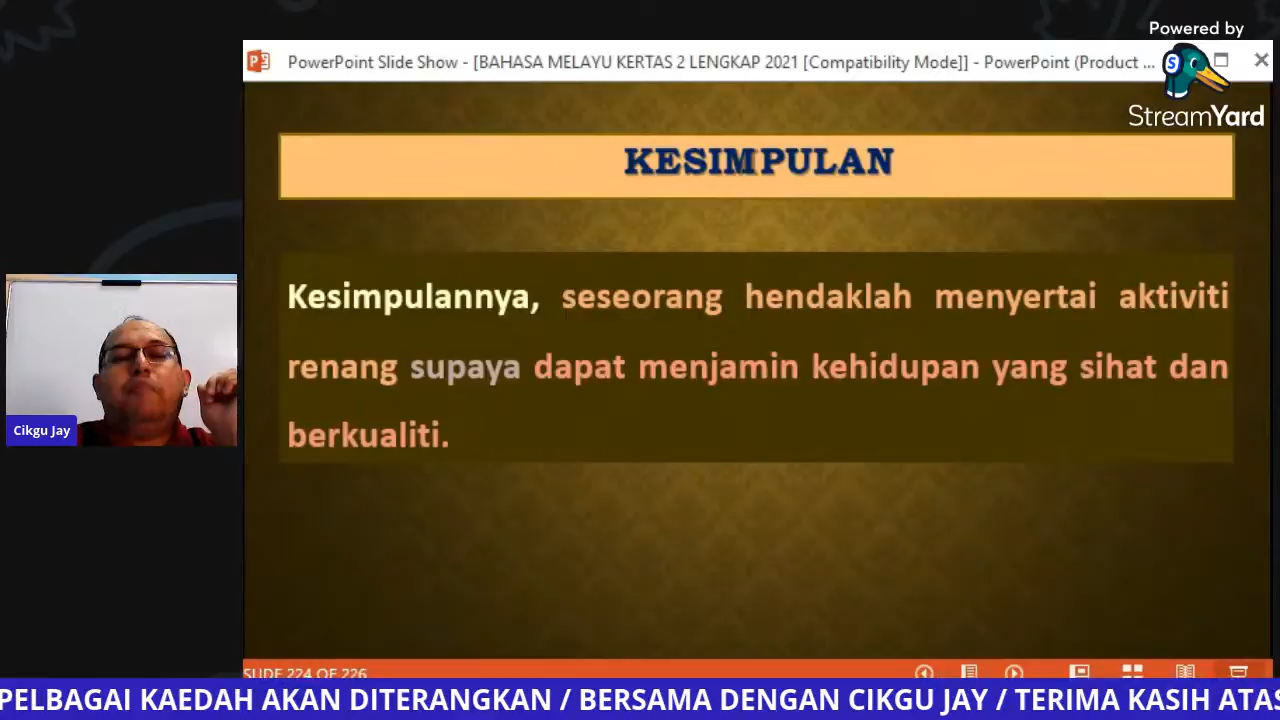 Powered by
PowerPoint Slide Show - [BAHASA MELAYU KERTAS 2 LENGKAP 2021 [Compatibility Mode]] - PowerPoint (Product ...
StreamYard
KESIMPULAN
Kesimpulannya, seseorang hendaklah menyertai aktiviti
renang supaya dapat menjamin kehidupan yang sihat dan
berkualiti.
Cikgu Jay
SLIDE 224 OF 226
PELBAGAI KAEDAH AKAN DITERANGKAN / BERSAMA DENGAN CIKGU JAY / TERIMA KASIH ATAS